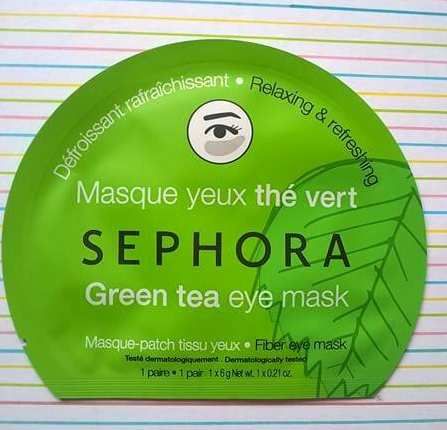 Défroissant rafraîchissant • Relaxing & refreshing
Masque yeux thé vert
SEPHORA
Green tea eye mask
Masque-patch tissu yeux • Fiber eye mask
Testé dermatologiquement . Dermatologically tested
1 paire • 1 pair 1 x 6 g Net wt. 1 x 0.21 oz.